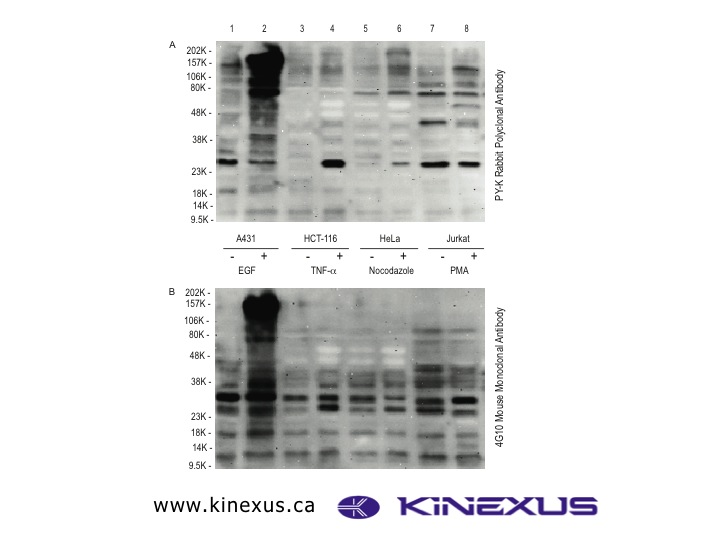 1 2 3 4 5 6 7 8
A
202K -
157K -
106K -
80K -
48K -
38K -
23K -
18K -
14K -
9.5K -
PY-K Rabbit Polyclonal Antibody
A431 HCT-116 HeLa Jurkat
- + - + - + - +
EGF TNF-α Nocodazole PMA
B
202K -
157K -
106K -
80K -
48K -
38K -
23K -
18K -
14K -
9.5K -
4G10 Mouse Monoclonal Antibody
www.kinexus.ca KINEXUS